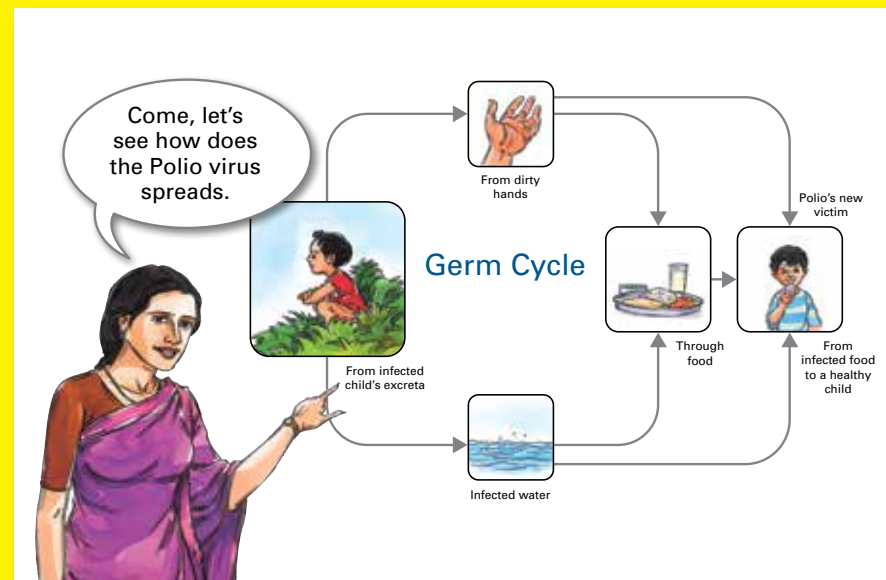 Come, let's
see how does
the Polio virus
spreads.
From dirty
hands
Polio's new
victim
Germ Cycle
From infected
child's excreta
Through
food
From
infected food
to a healthy
child
Infected water